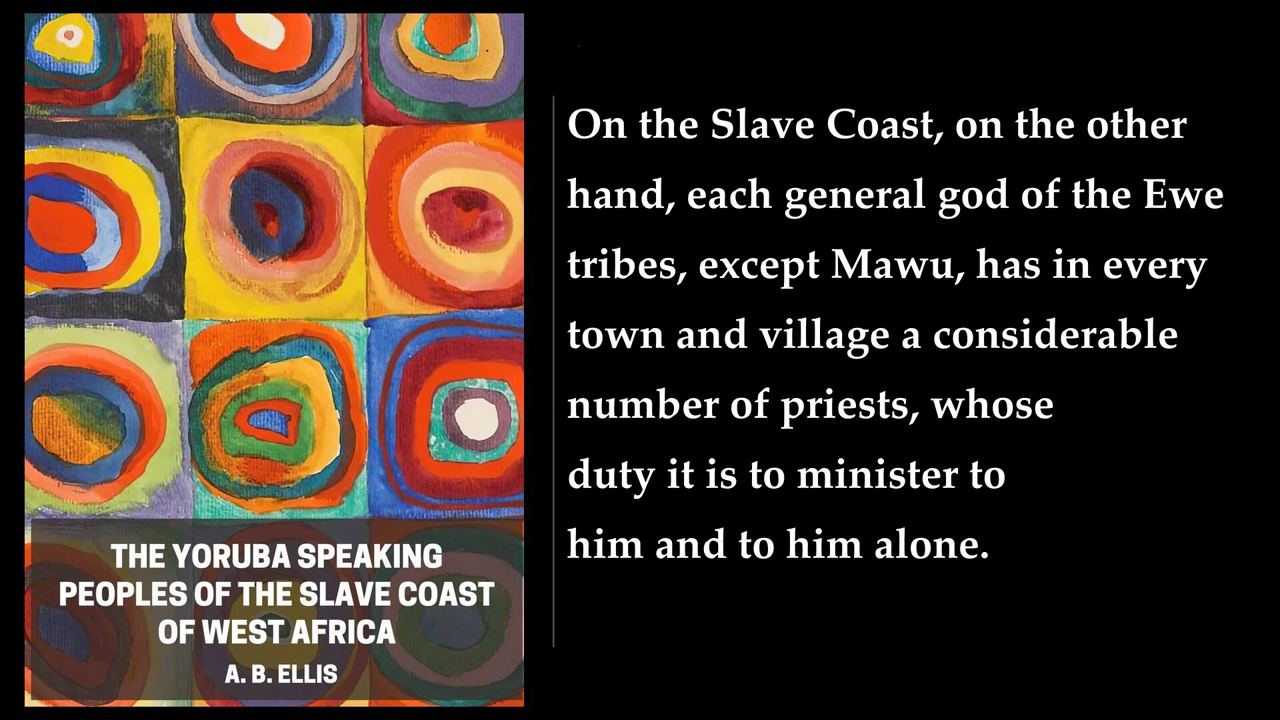 THE YORUBA SPEAKING
PEOPLES OF THE SLAVE COAST
OF WEST AFRICA
A. B. ELLIS
On the Slave Coast, on the other
hand, each general god of the Ewe
tribes, except Mawu, has in every
town and village a considerable
number of priests, whose
duty it is to minister to
him and to him alone.